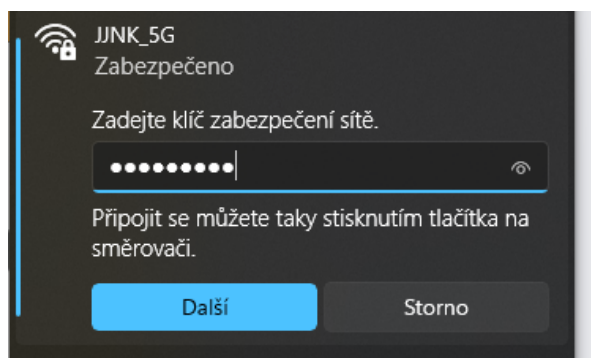 JJNK_5G
Zabezpečeno
Zadejte klíč zabezpečení sítě.
●●●●●●●●●
Připojit se můžete taky stisknutím tlačítka na
směrovači.
Další
Storno